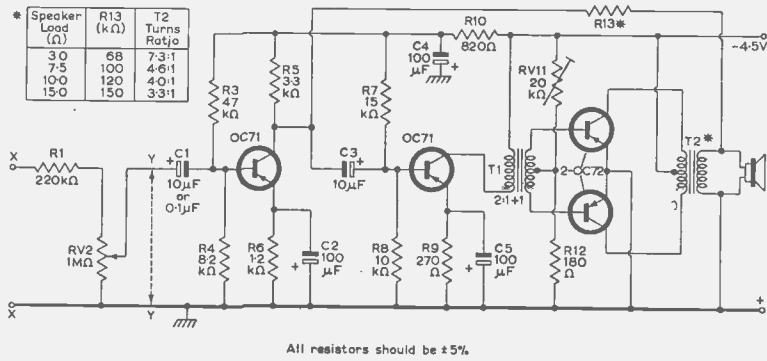 *
Speaker Load (Ω) R13 (kΩ) T2 Turns Ratio
3·0 68 7·3:1
7·5 100 4·6:1
10·0 120 4·0:1
15·0 150 3·3:1
R10
820Ω
R13*
−4·5V
C4
100
μF
+
R3
47
kΩ
R5
3·3
kΩ
R7
15
kΩ
RV11
20
kΩ
X
R1
220kΩ
Y
+
C1
10μF
or
0·1μF
OC71
C3
+
10μF
OC71
T1
2:1+1
2-OC72
T2*
RV2
1MΩ
R4
8·2
kΩ
R6
1·2
kΩ
C2
100
μF
+
R8
10
kΩ
R9
270
Ω
C5
100
μF
+
R12
180
Ω
X
Y
+
All resistors should be ±5%